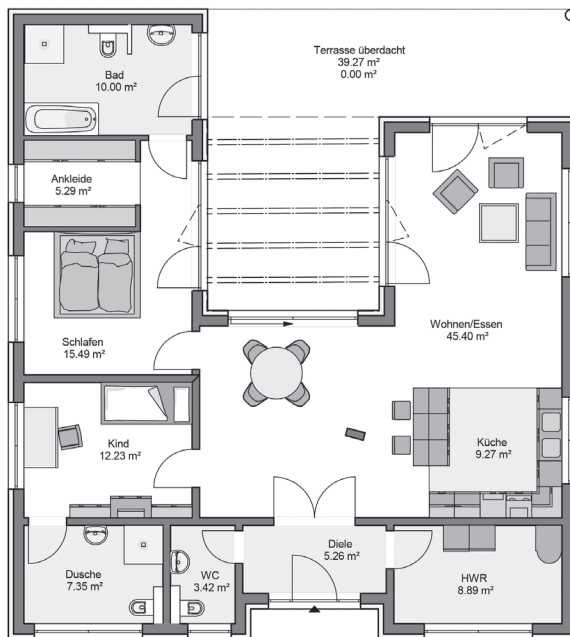 Terrasse überdacht
39.27 m²
0.00 m²
Bad
10.00 m²
Ankleide
5.29 m²
Schlafen
15.49 m²
Wohnen/Essen
45.40 m²
Kind
12.23 m²
Küche
9.27 m²
Dusche
7.35 m²
WC
3.42 m²
Diele
5.26 m²
HWR
8.89 m²